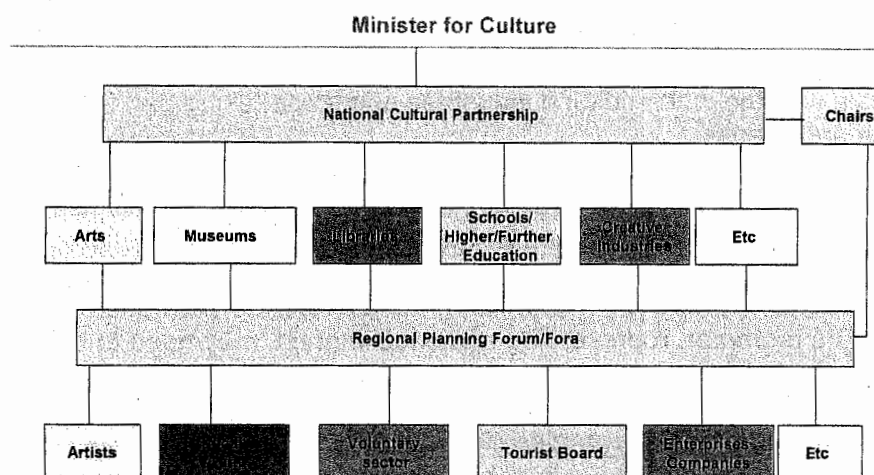 Minister for Culture
National Cultural Partnership
Chairs
Arts
Museums
Libraries
Schools/
Higher/Further
Education
Creative
Industries
Etc
Regional Planning Forum/Fora
Artists
Voluntary
sector
Tourist Board
Enterprises
Companies
Etc